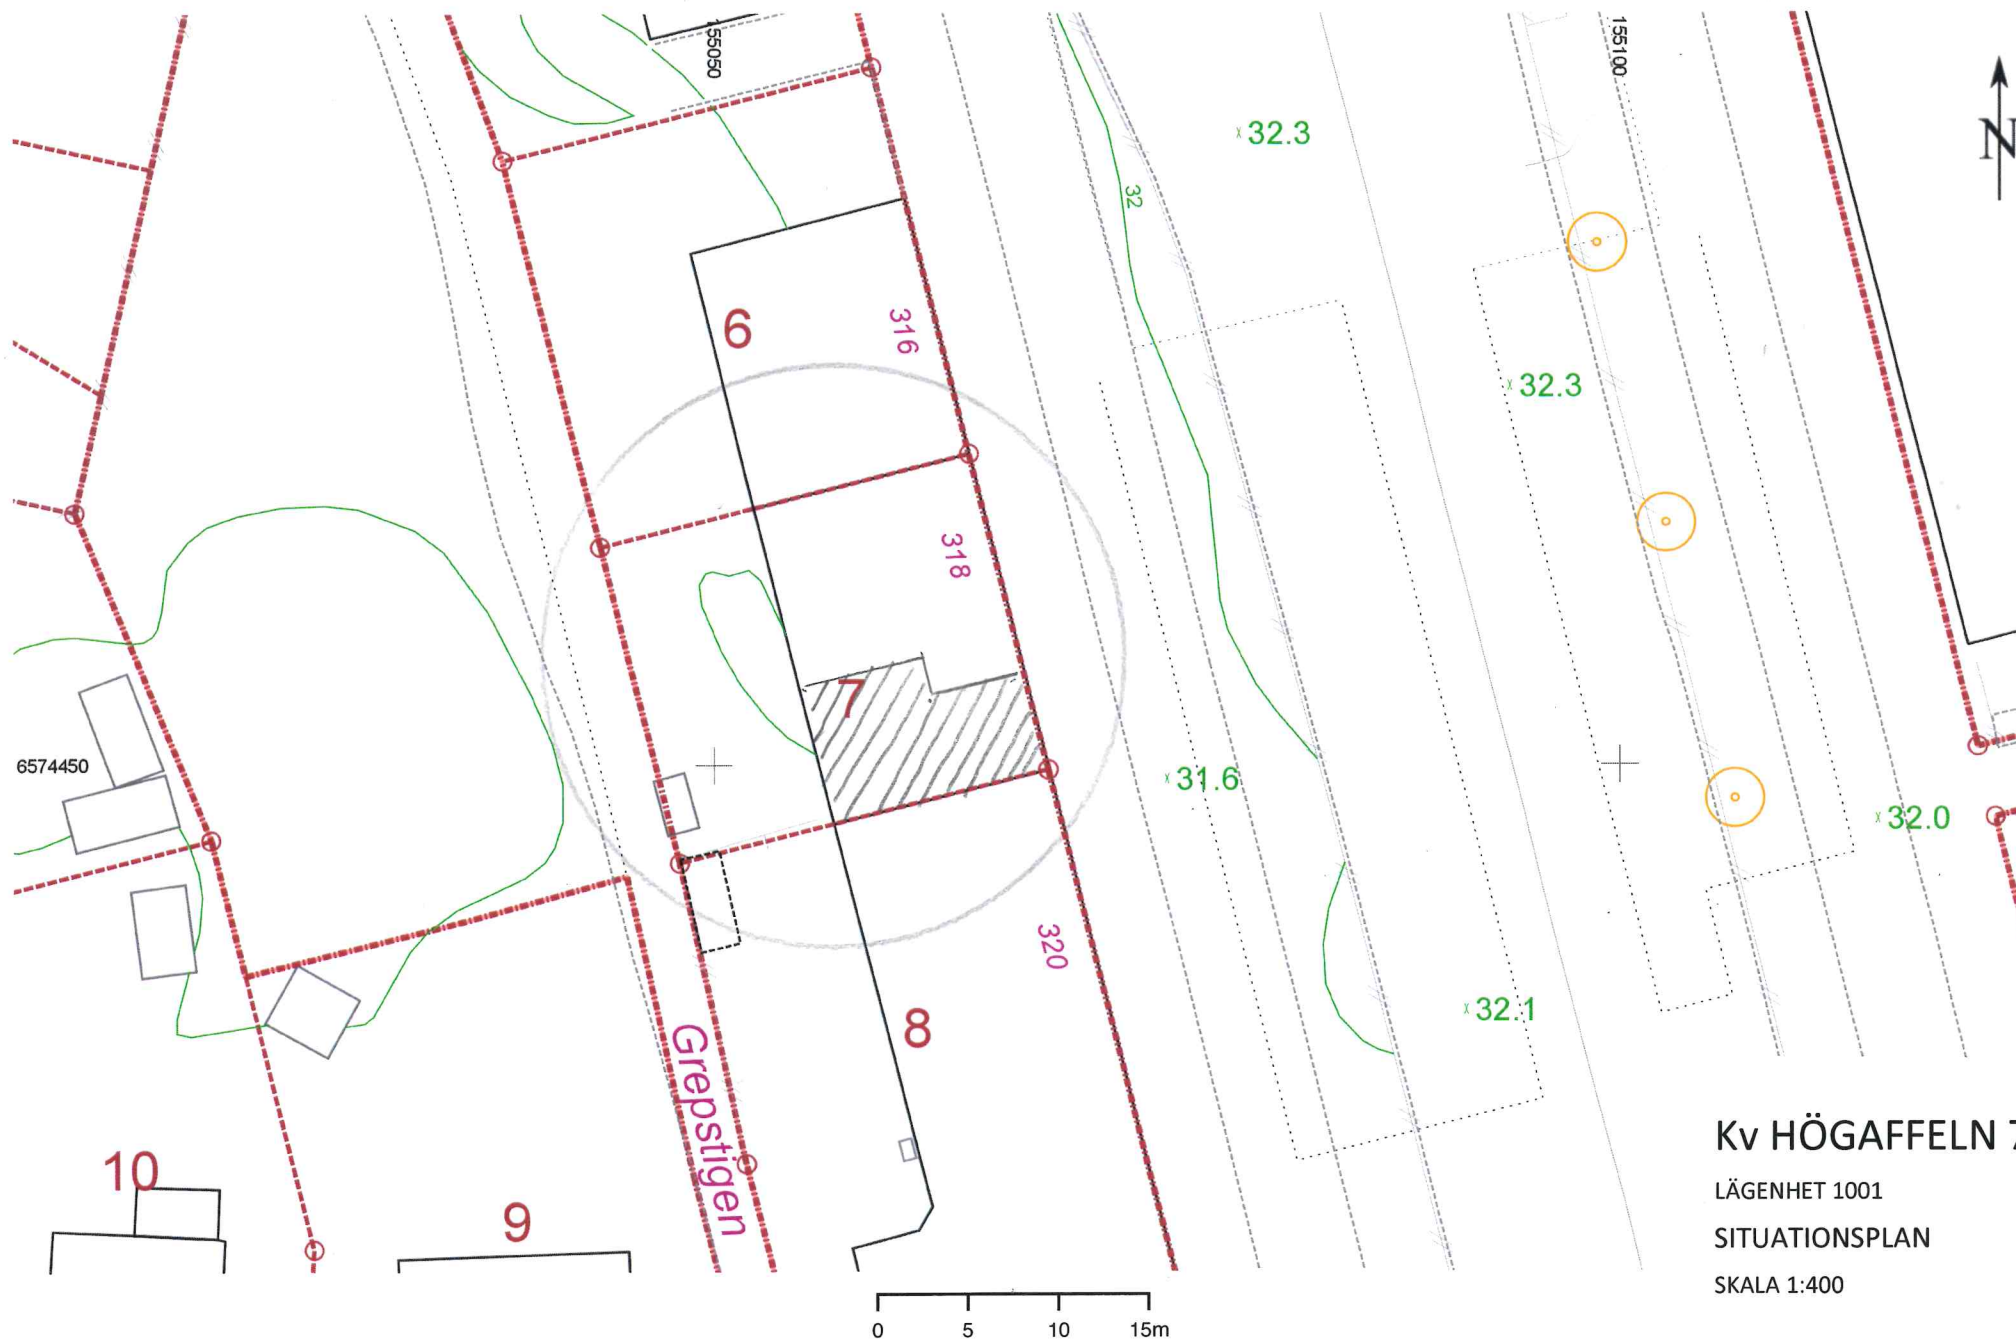 155050
155100
32.3
N
32
6
316
32.3
318
7
6574450
31.6
32.0
320
8
32.1
Grepstigen
10
9
Kv HÖGAFFELN 7
LÄGENHET 1001
SITUATIONSPLAN
SKALA 1:400
0 5 10 15m